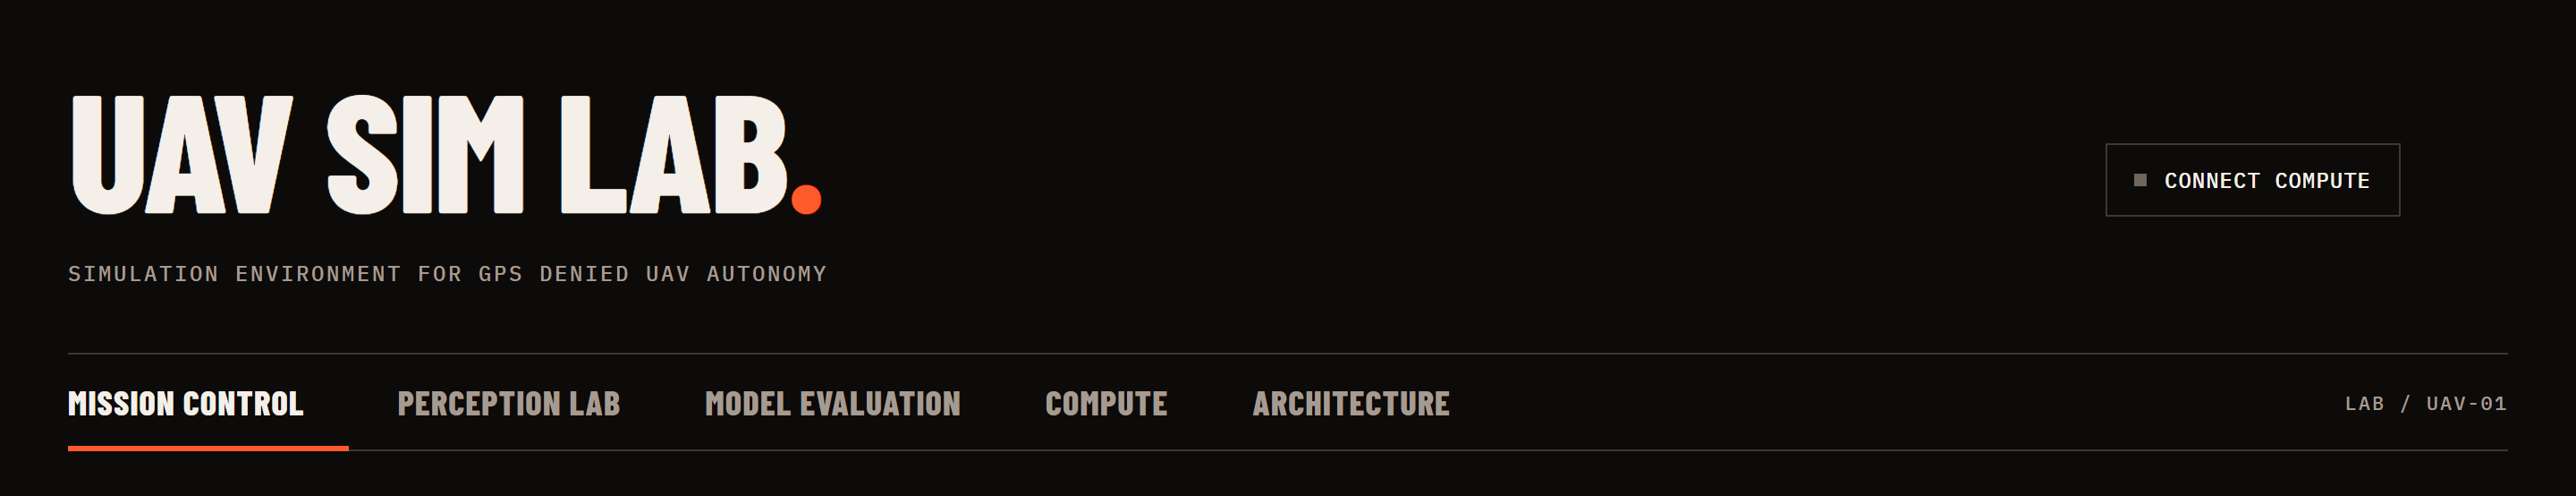 UAV SIM LAB.
CONNECT COMPUTE
SIMULATION ENVIRONMENT FOR GPS DENIED UAV AUTONOMY
MISSION CONTROL PERCEPTION LAB MODEL EVALUATION COMPUTE ARCHITECTURE LAB / UAV-01